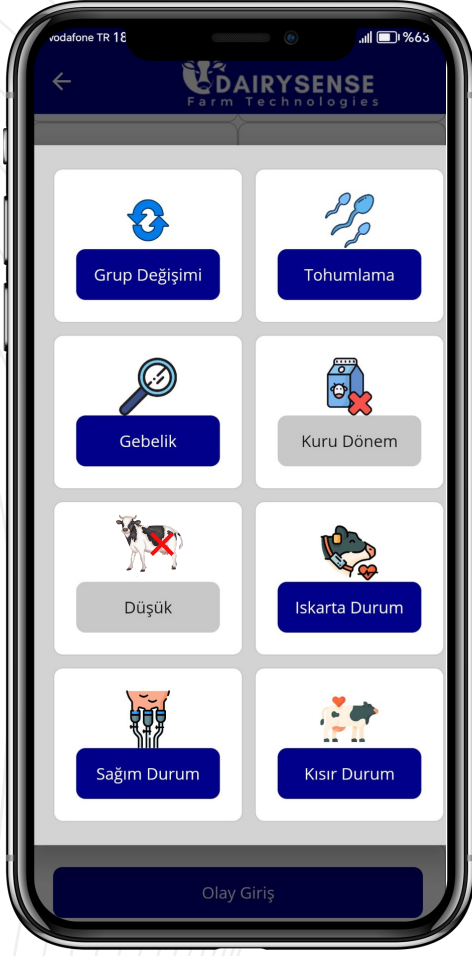 vodafone TR 18
%63
DAIRYSENSE
Farm Technologies
Grup Değişimi
Tohumlama
Gebelik
Kuru Dönem
Düşük
Iskarta Durum
Sağım Durum
Kısır Durum
Olay Giriş